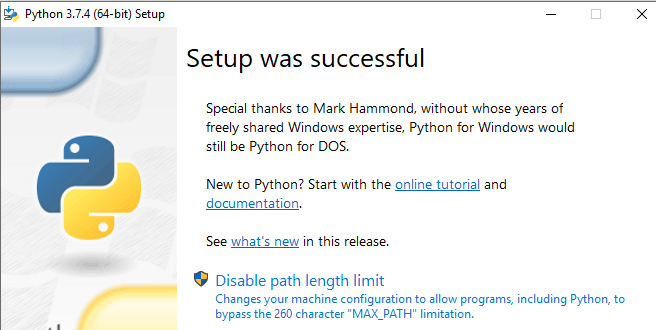 Python 3.7.4 (64-bit) Setup
Setup was successful
Special thanks to Mark Hammond, without whose years of
freely shared Windows expertise, Python for Windows would
still be Python for DOS.
New to Python? Start with the online tutorial and
documentation.
See what's new in this release.
Disable path length limit
Changes your machine configuration to allow programs, including Python, to
bypass the 260 character "MAX_PATH" limitation.